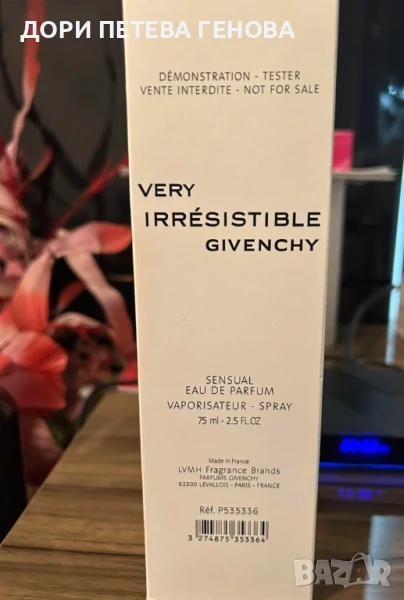 ДОРИ ПЕТЕВА ГЕНОВА
DÉMONSTRATION - TESTER
VENTE INTERDITE - NOT FOR SALE
VERY
IRRÉSISTIBLE
GIVENCHY
SENSUAL
EAU DE PARFUM
VAPORISATEUR - SPRAY
75 ml - 2.5 FL.OZ
Made in France
LVMH Fragrance Brands
PARFUMS GIVENCHY
92300 LEVALLOIS - PARIS - FRANCE
Réf. P535336
3 274875 353364
BAZAR